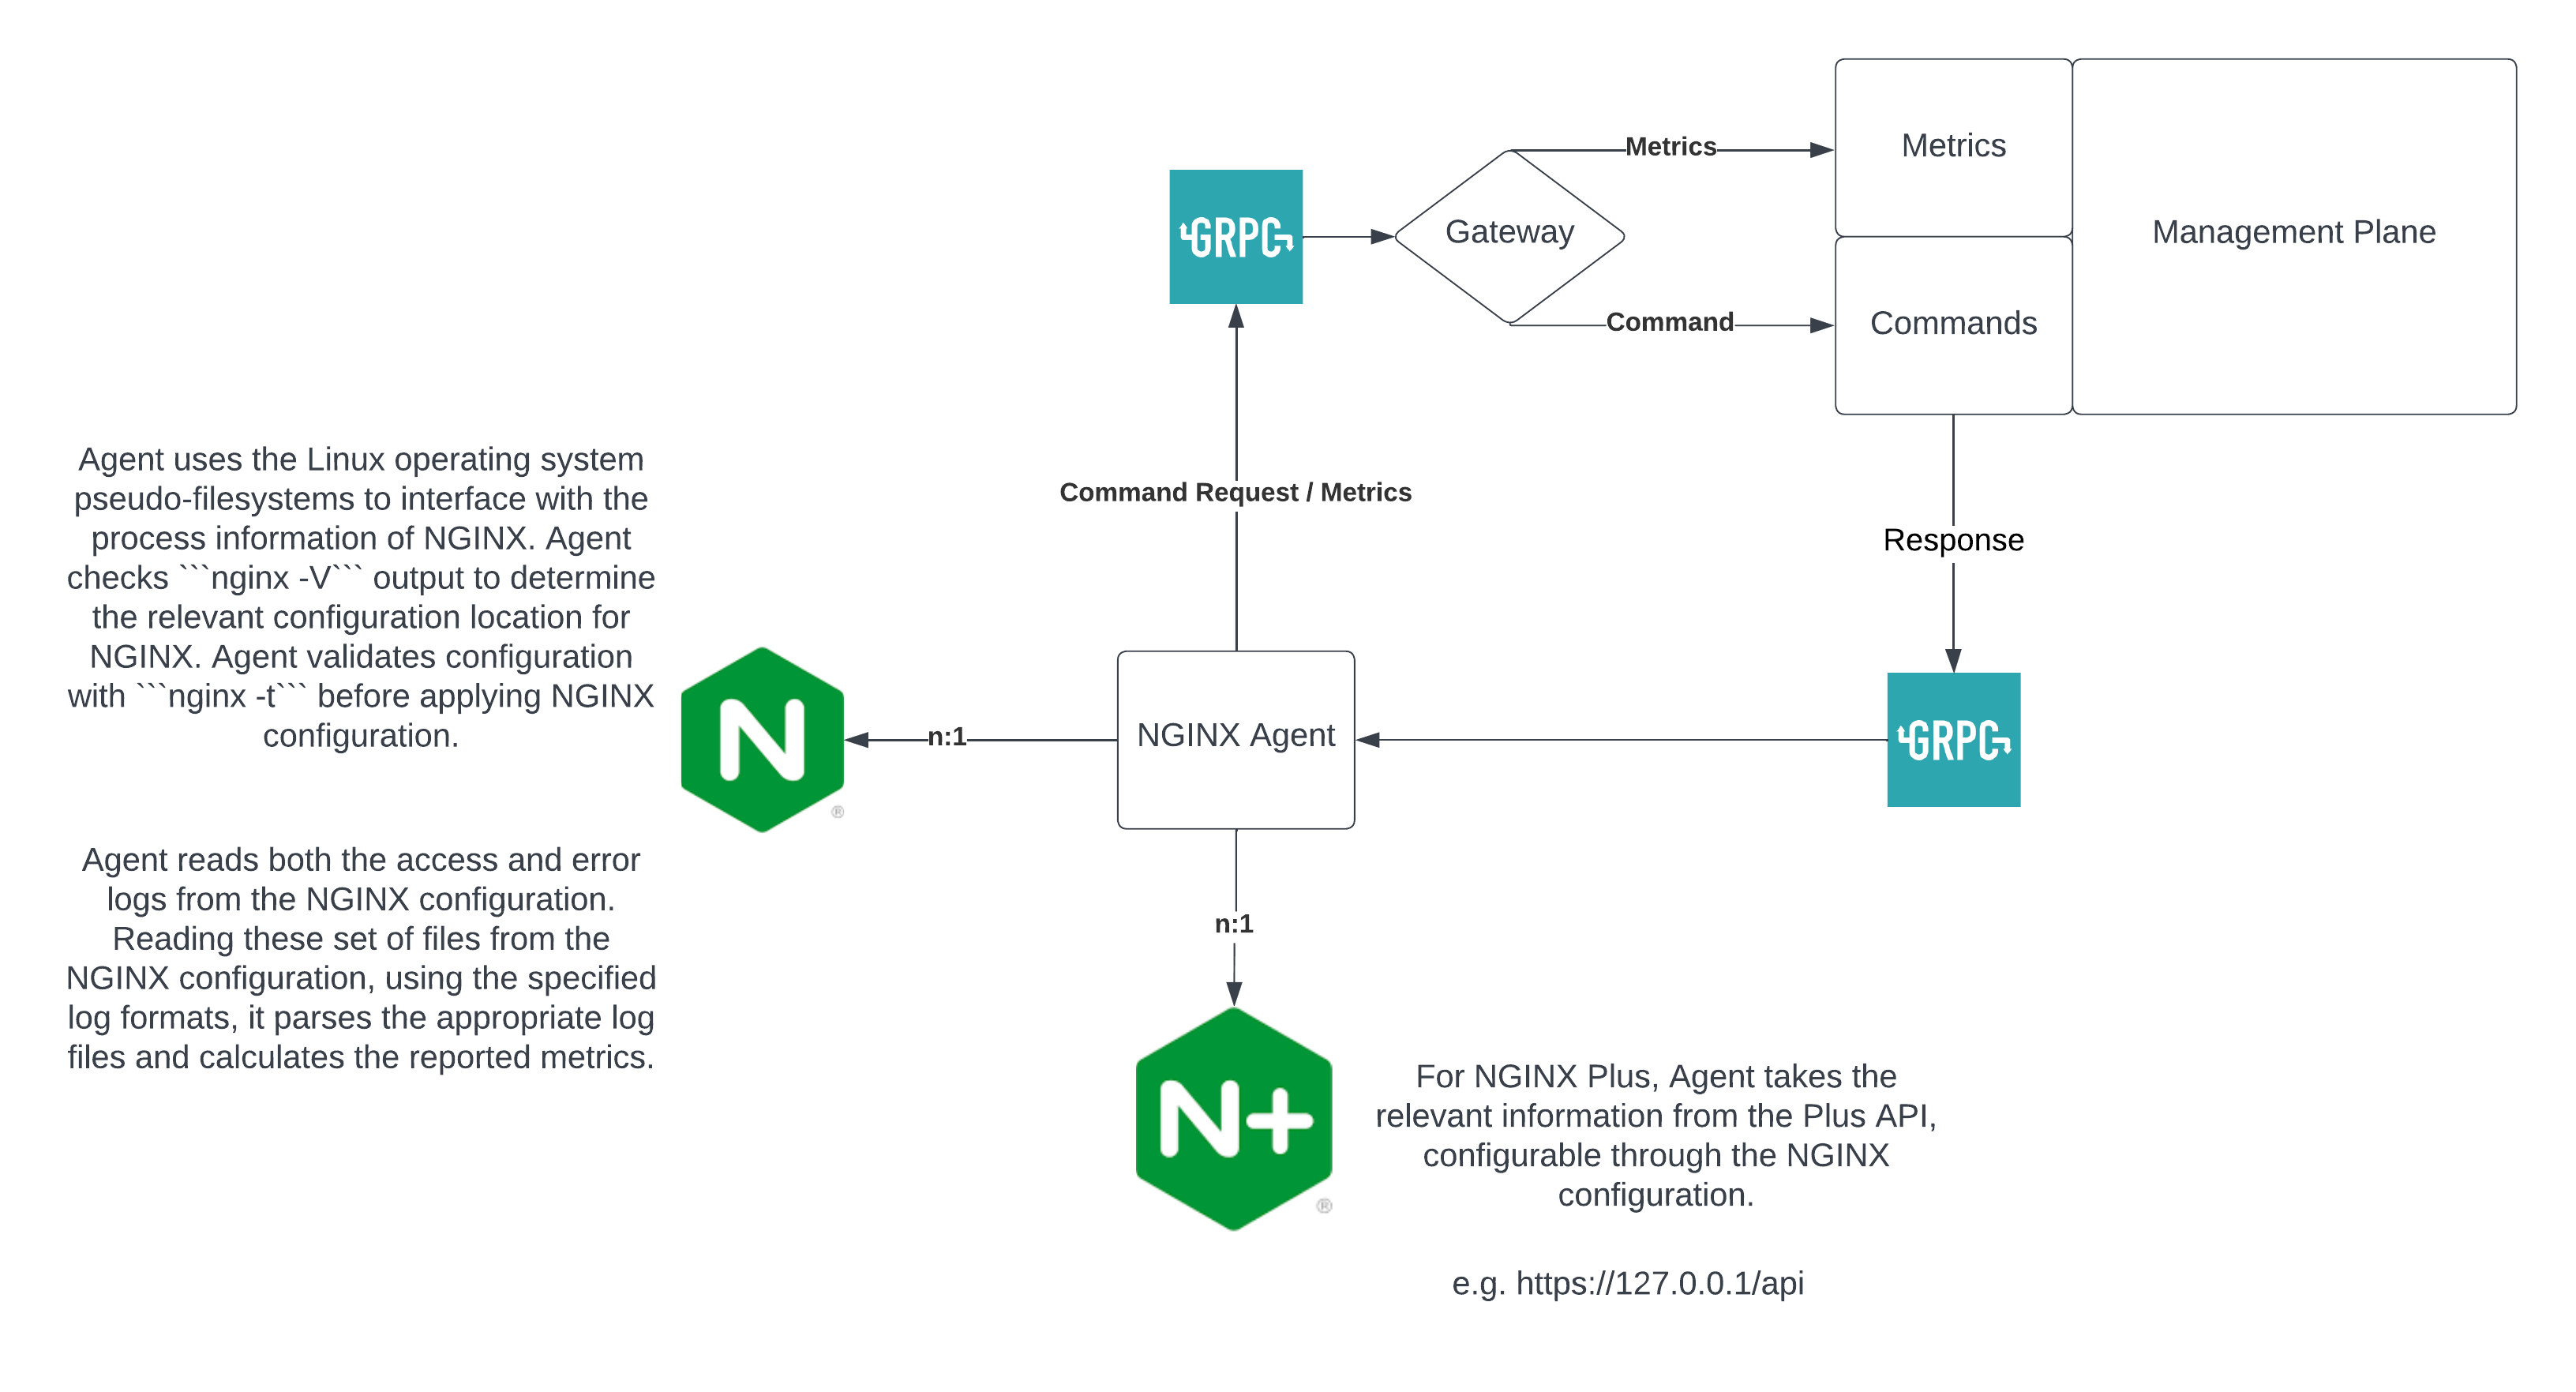 Metrics
Metrics
Management Plane
GRPC
Gateway
Command
Commands
Command Request / Metrics
Response
Agent uses the Linux operating system
pseudo-filesystems to interface with the
process information of NGINX. Agent
checks ```nginx -V``` output to determine
the relevant configuration location for
NGINX. Agent validates configuration
with ```nginx -t``` before applying NGINX
configuration.
N
®
n:1
NGINX Agent
GRPC
Agent reads both the access and error
logs from the NGINX configuration.
Reading these set of files from the
NGINX configuration, using the specified
log formats, it parses the appropriate log
files and calculates the reported metrics.
n:1
N+
®
For NGINX Plus, Agent takes the
relevant information from the Plus API,
configurable through the NGINX
configuration.
e.g. https://127.0.0.1/api